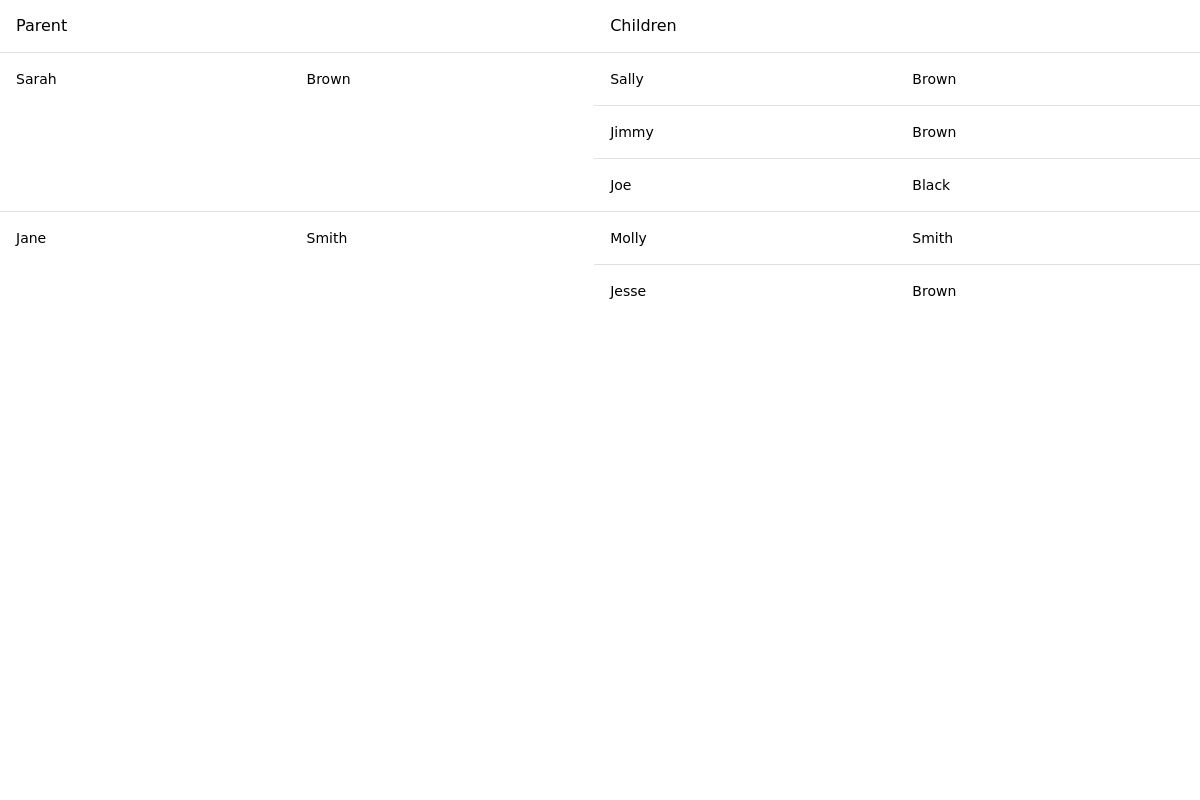 Parent Children
Sarah Brown Sally Brown
Jimmy Brown
Joe Black
Jane Smith Molly Smith
Jesse Brown